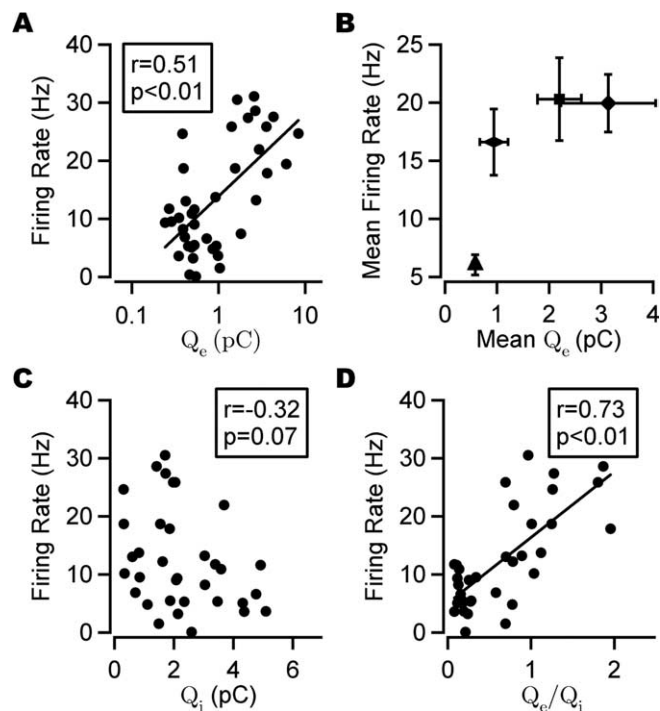 A
Firing Rate (Hz)
40
30
20
10
0
r=0.51
p<0.01
0.1
1
10
Qe (pC)
B
Mean Firing Rate (Hz)
25
20
15
10
5
0
1
2
3
4
Mean Qe (pC)
C
Firing Rate (Hz)
40
30
20
10
0
r=-0.32
p=0.07
0
2
4
6
Qi (pC)
D
Firing Rate (Hz)
40
30
20
10
0
r=0.73
p<0.01
0
1
2
Qe/Qi